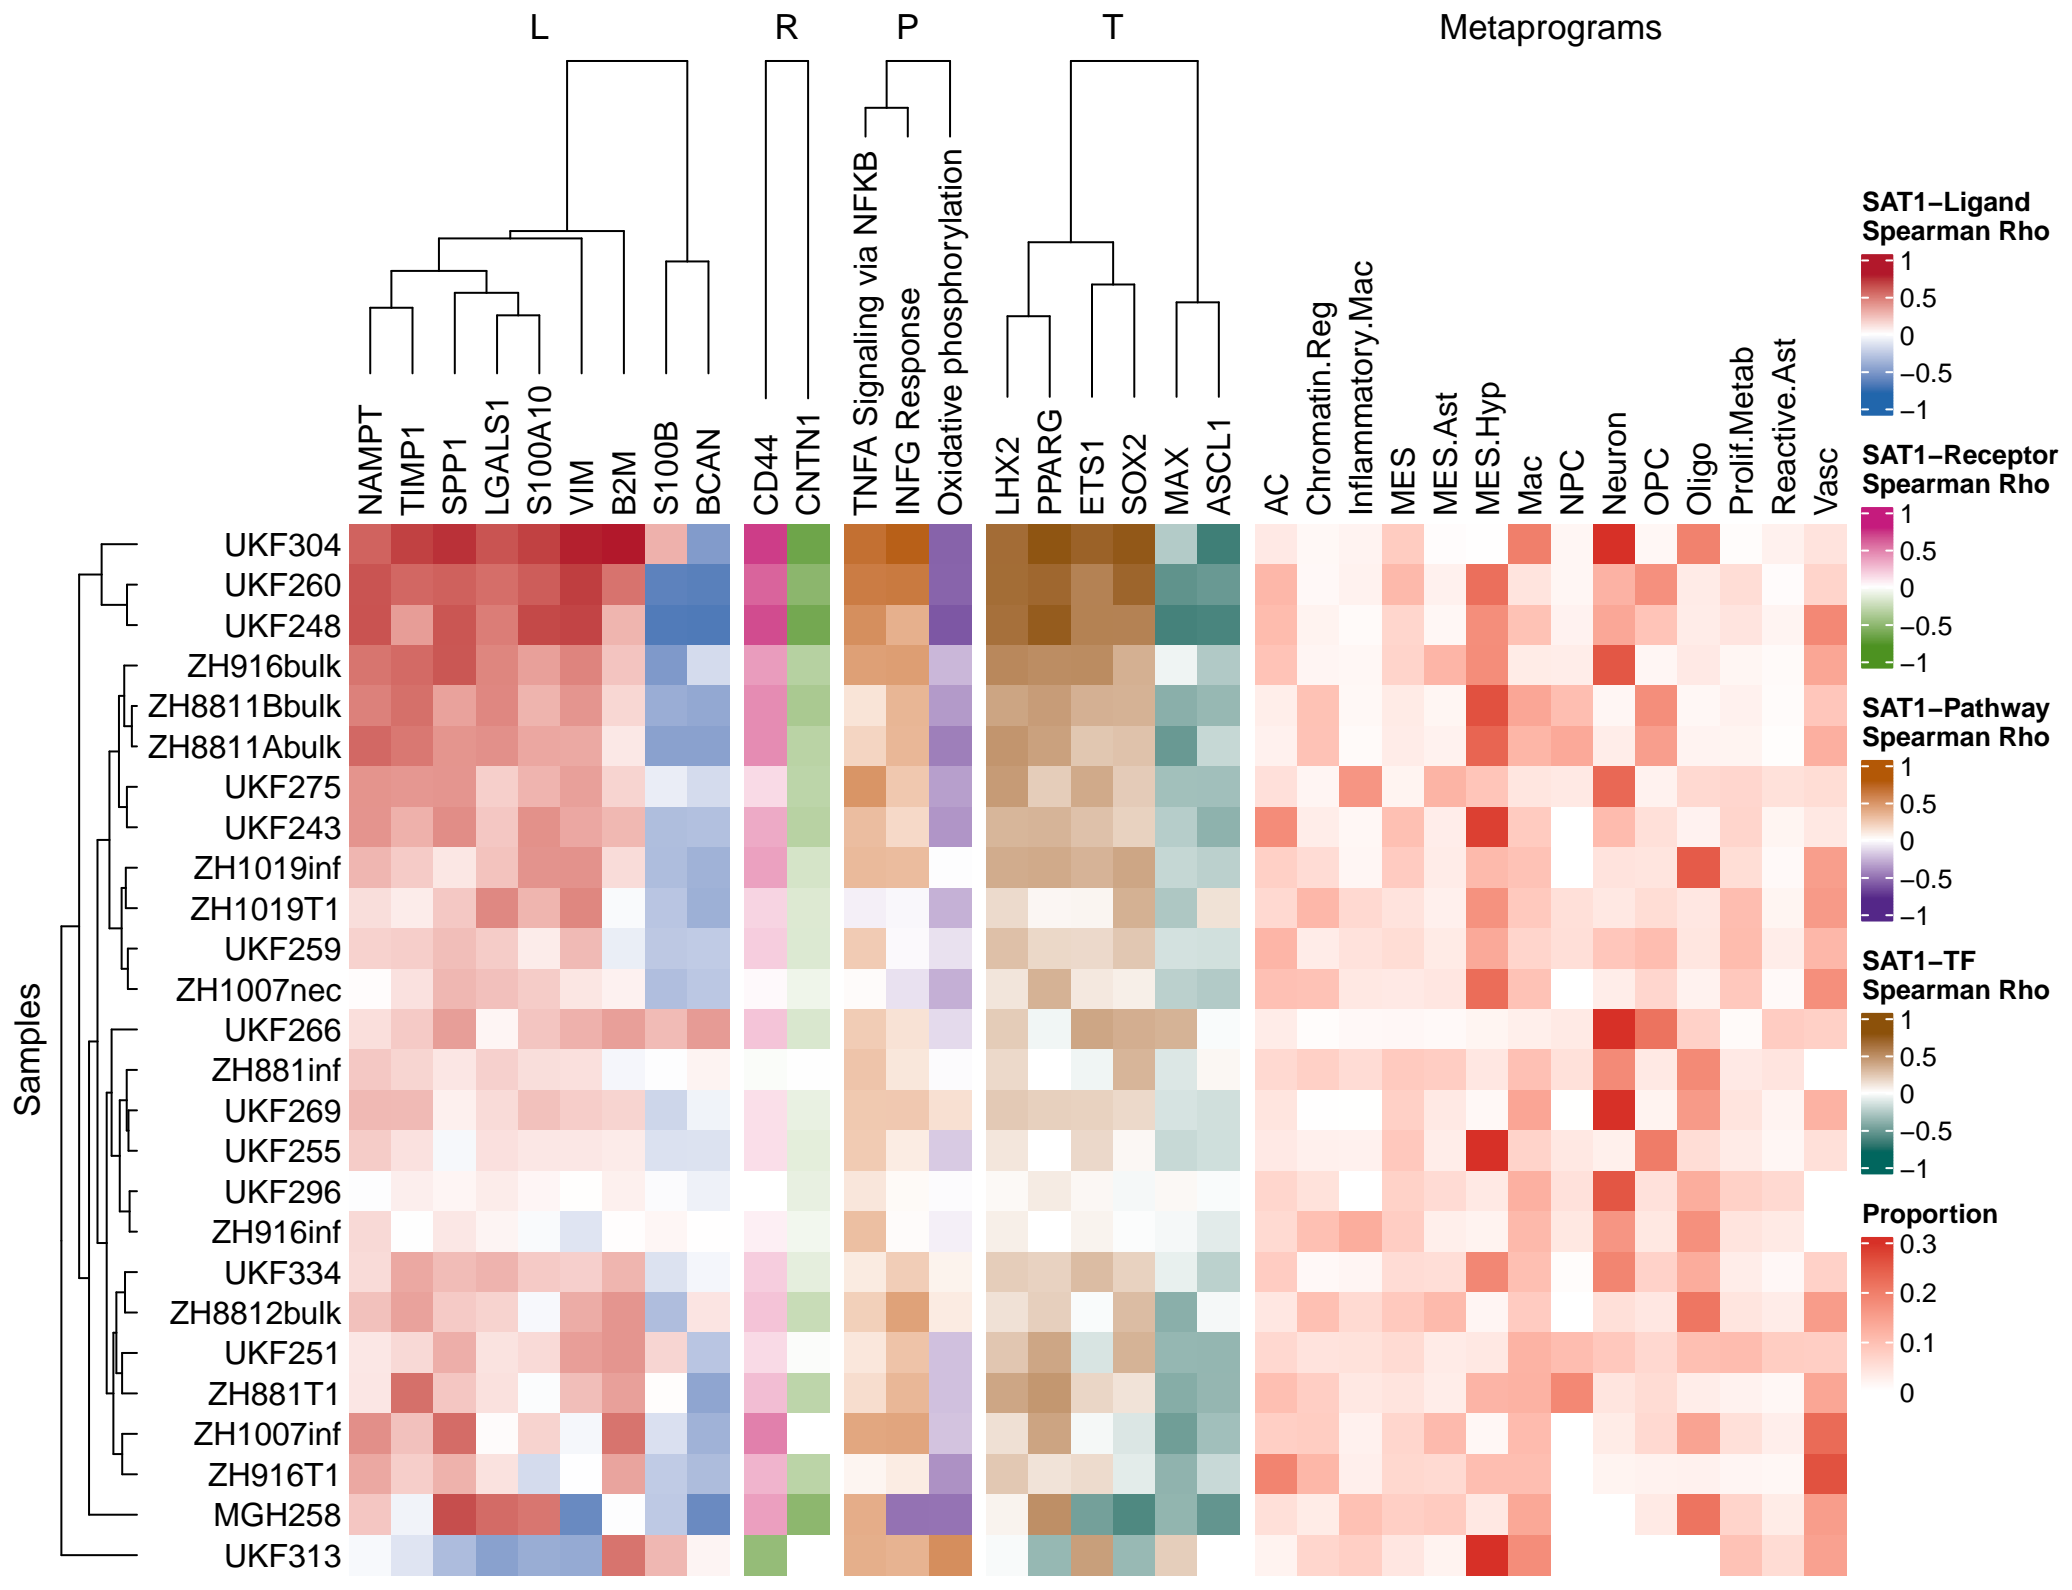 L R P T Metaprograms
NAMPT TIMP1 SPP1 LGALS1 S100A10 VIM B2M S100B BCAN
CD44 CNTN1
TNFA Signaling via NFKB
INFG Response
Oxidative phosphorylation
LHX2 PPARG ETS1 SOX2 MAX ASCL1
AC
Chromatin.Reg
Inflammatory.Mac
MES
MES.Ast
MES.Hyp
Mac
NPC
Neuron
OPC
Oligo
Prolif.Metab
Reactive.Ast
Vasc
Samples
UKF304
UKF260
UKF248
ZH916bulk
ZH8811Bbulk
ZH8811Abulk
UKF275
UKF243
ZH1019inf
ZH1019T1
UKF259
ZH1007nec
UKF266
ZH881inf
UKF269
UKF255
UKF296
ZH916inf
UKF334
ZH8812bulk
UKF251
ZH881T1
ZH1007inf
ZH916T1
MGH258
UKF313
SAT1−Ligand
Spearman Rho
1
0.5
0
−0.5
−1
SAT1−Receptor
Spearman Rho
1
0.5
0
−0.5
−1
SAT1−Pathway
Spearman Rho
1
0.5
0
−0.5
−1
SAT1−TF
Spearman Rho
1
0.5
0
−0.5
−1
Proportion
0.3
0.2
0.1
0